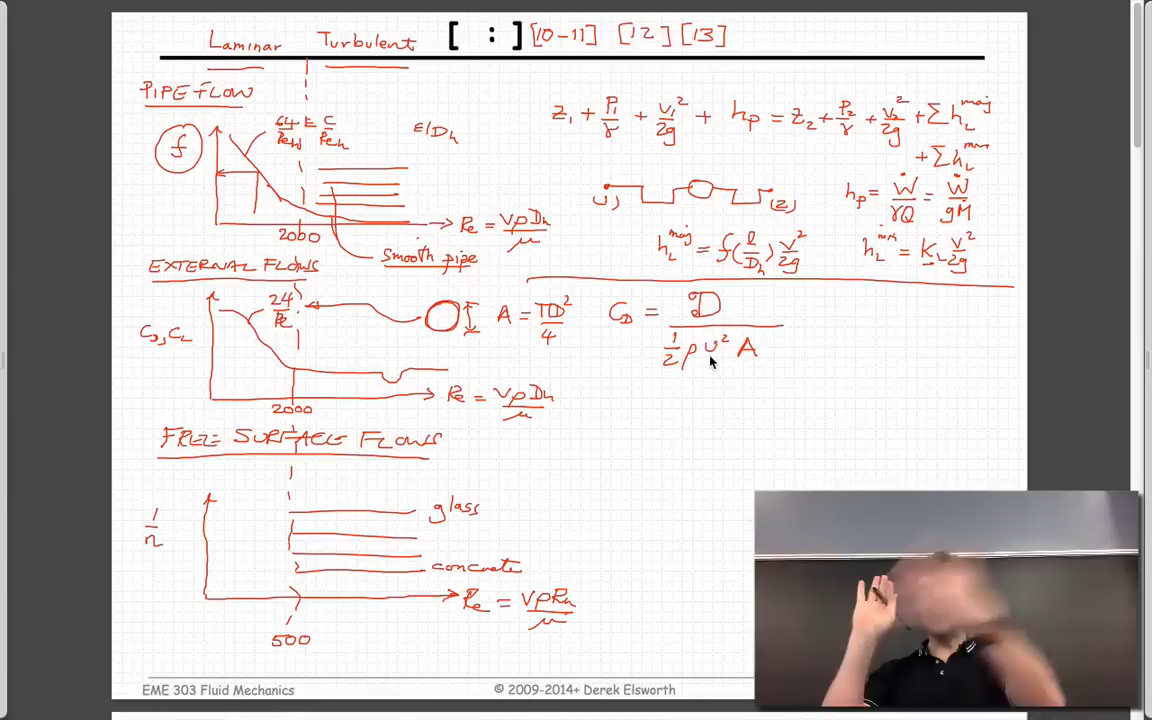 Laminar Turbulent [ : ] [10-11] [12] [13]
PIPE FLOW
f
64/Reh = C/Reh
ε/Dh
2000
Re = VρDh/μ
Smooth pipe
z1 + P1/γ + v1²/2g + hp = z2 + P2/γ + v2²/2g + Σ hL^maj
+ Σ hL^min
(1) (2)
hp = Ẇ/γQ = Ẇ/gṀ
hL^maj = f(l/Dh) v²/2g
hL^min = KL v²/2g
EXTERNAL FLOWS
CD, CL
24/Re
A = πD²/4
CD = D / ½ρv²A
2000
Re = VρDh/μ
FREE SURFACE FLOWS
1/n
glass
concrete
Re = VρRh/μ
500
EME 303 Fluid Mechanics
© 2009-2014+ Derek Elsworth